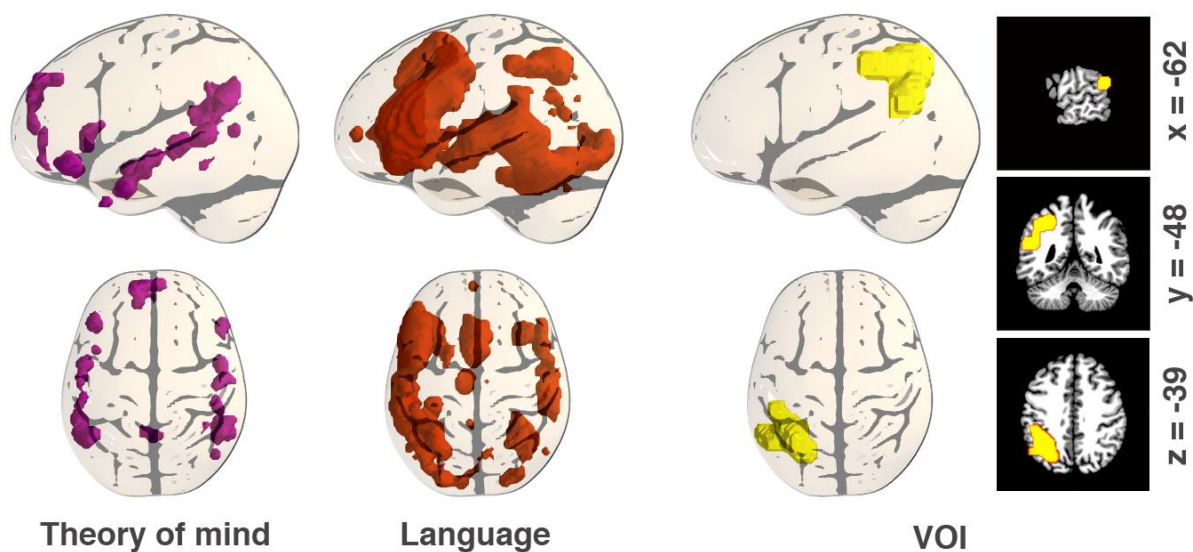 x = -62
y = -48
z = -39
Theory of mind
Language
VOI